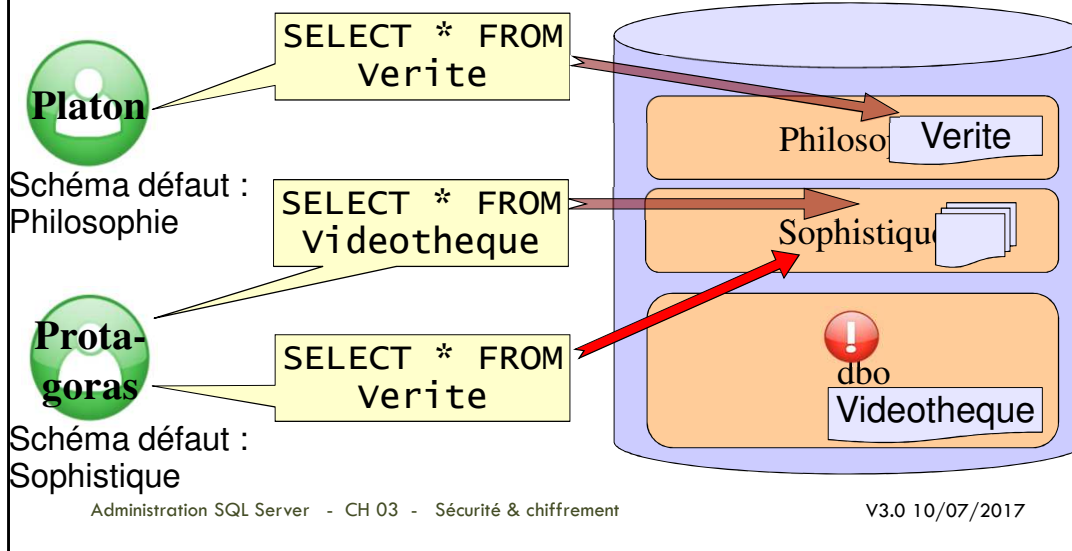 SELECT * FROM
Verite
Platon
Schéma défaut :
Philosophie
SELECT * FROM
Videotheque
Prota-
goras
Schéma défaut :
Sophistique
SELECT * FROM
Verite
Philoso
Verite
Sophistiqu
dbo
Videotheque
Administration SQL Server - CH 03 - Sécurité & chiffrement
V3.0 10/07/2017